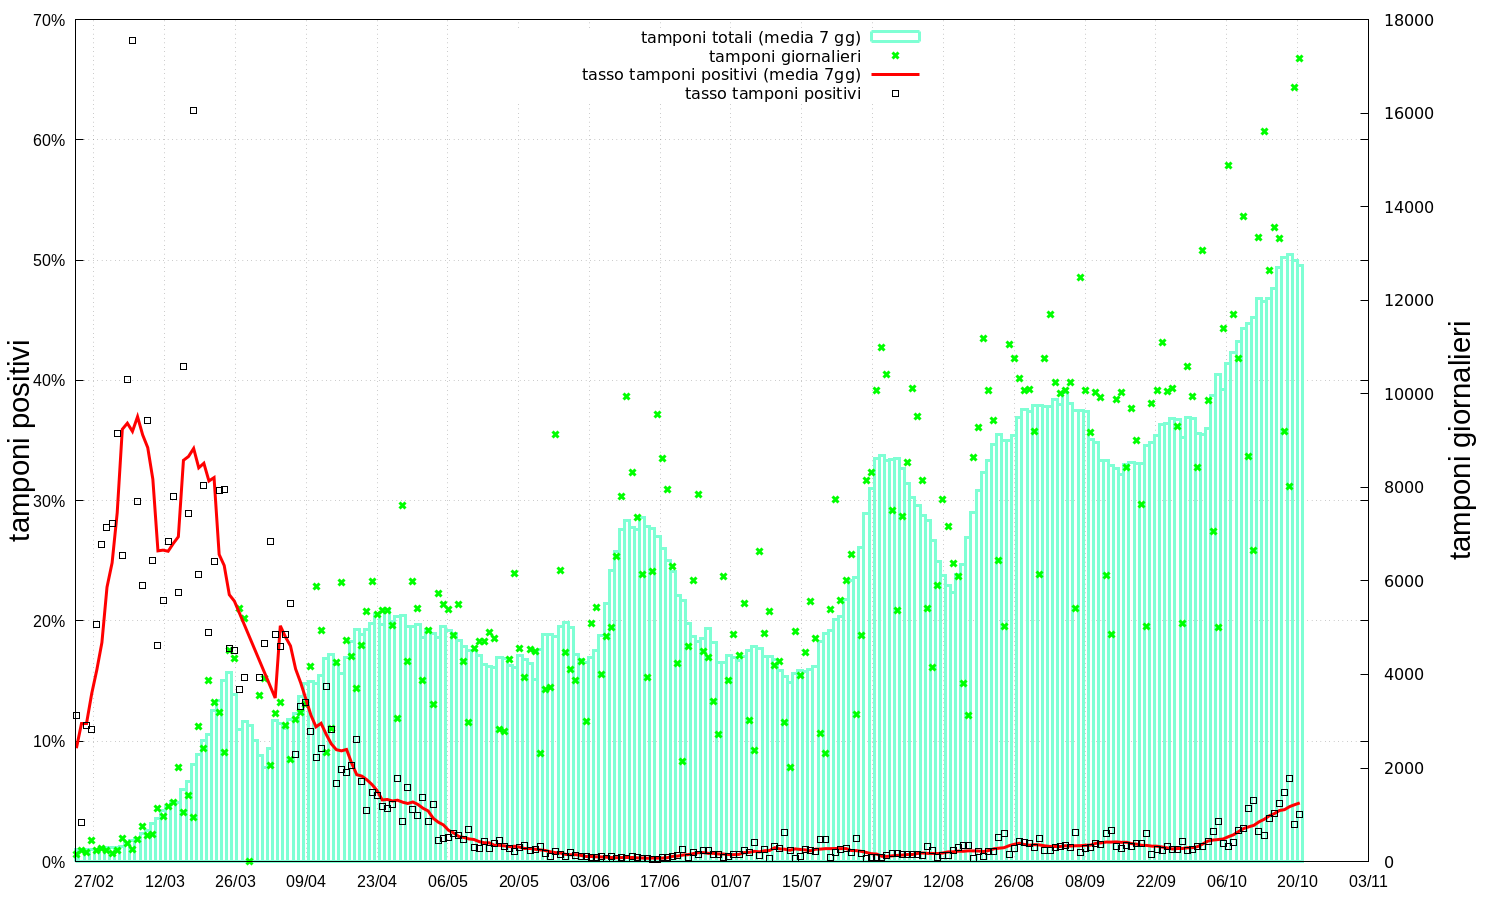 tamponi totali (media 7 gg)
tamponi giornalieri
tasso tamponi positivi (media 7gg)
tasso tamponi positivi
70%
60%
50%
40%
30%
20%
10%
0%
tamponi positivi
18000
16000
14000
12000
10000
8000
6000
4000
2000
0
tamponi giornalieri
27/02 12/03 26/03 09/04 23/04 06/05 20/05 03/06 17/06 01/07 15/07 29/07 12/08 26/08 08/09 22/09 06/10 20/10 03/11